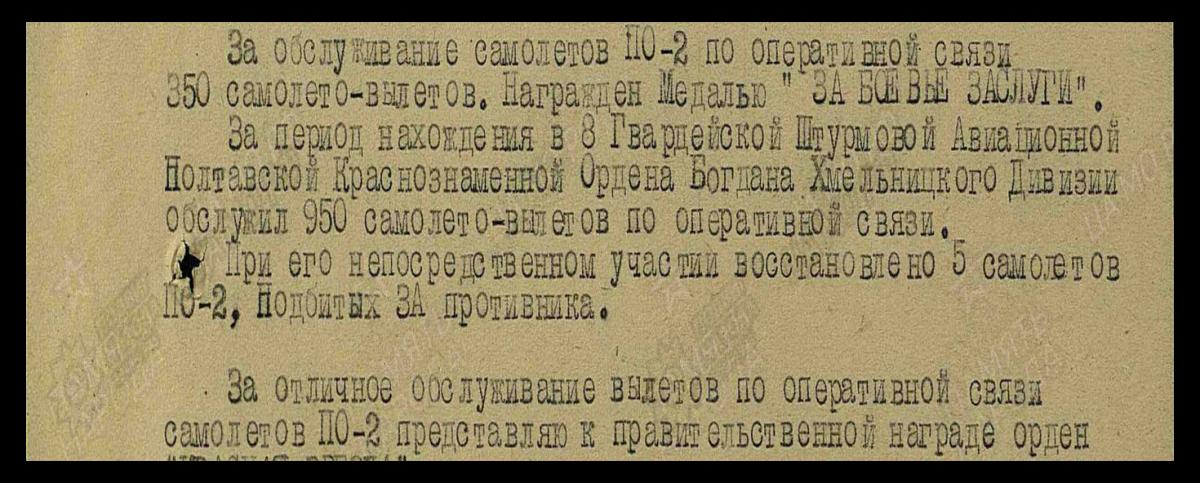 За обслуживание самолетов ПО-2 по оперативной связи
350 самолето-вылетов. Награжден Медалью " ЗА БОЕВЫЕ ЗАСЛУГИ".
За период нахождения в 8 Гвардейской Штурмовой Авиационной
Полтавской Краснознаменной Ордена Богдана Хмельницкого Дивизии
обслужил 950 самолето-вылетов по оперативной связи.
При его непосредственном участии восстановлено 5 самолетов
ПО-2, Подбитых ЗА противника.
За отличное обслуживание вылетов по оперативной связи
самолетов ПО-2 представляю к правительственной награде орден